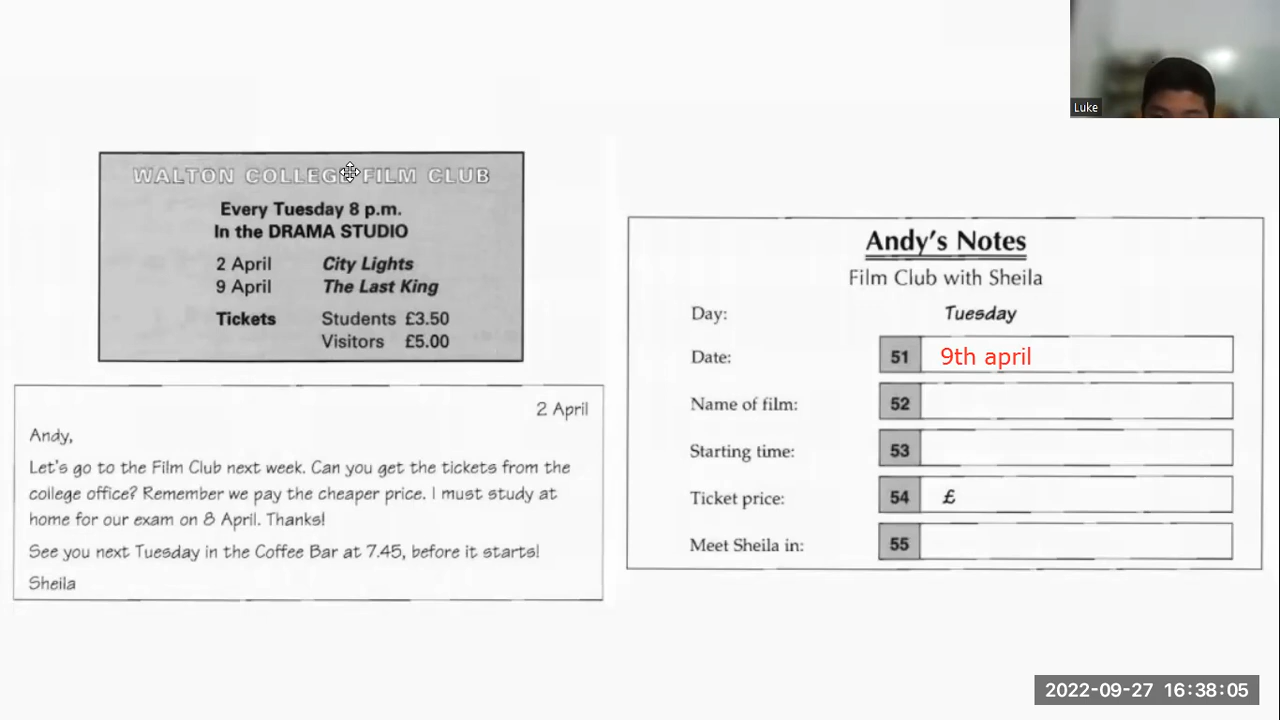 Luke
WALTON COLLEGE FILM CLUB
Every Tuesday 8 p.m.
In the DRAMA STUDIO
2 April City Lights
9 April The Last King
Tickets Students £3.50
Visitors £5.00
2 April
Andy,
Let's go to the Film Club next week. Can you get the tickets from the
college office? Remember we pay the cheaper price. I must study at
home for our exam on 8 April. Thanks!
See you next Tuesday in the Coffee Bar at 7.45, before it starts!
Sheila
Andy's Notes
Film Club with Sheila
Day: Tuesday
Date: 51 9th april
Name of film: 52
Starting time: 53
Ticket price: 54 £
Meet Sheila in: 55
2022-09-27 16:38:05